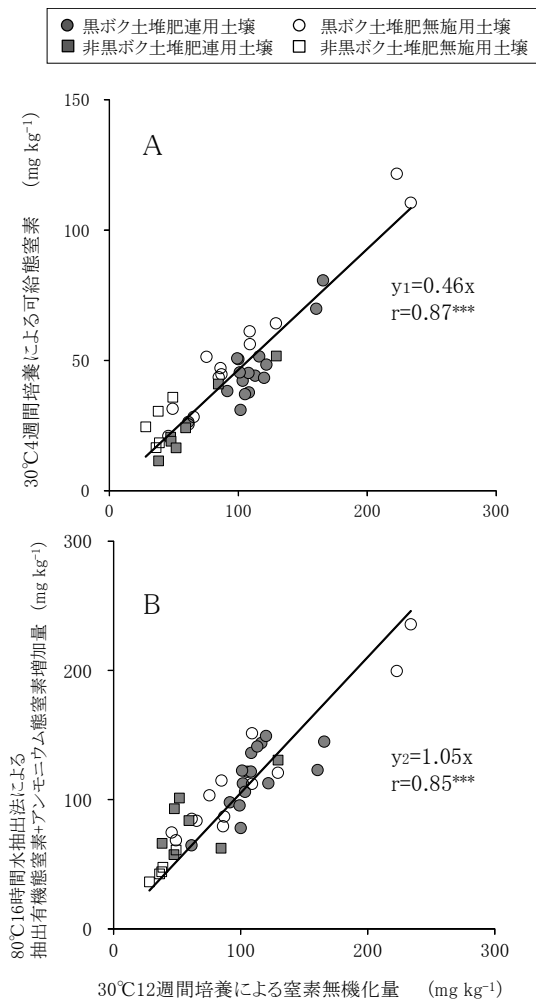 ● 黒ボク土堆肥連用土壌 ○ 黒ボク土堆肥無施用土壌
■ 非黒ボク土堆肥連用土壌 □ 非黒ボク土堆肥無施用土壌
30℃4週間培養による可給態窒素 (mg kg⁻¹)
150
100
50
0
A
y₁=0.46x
r=0.87***
0 100 200 300
80℃16時間水抽出法による
抽出有機態窒素+アンモニウム態窒素増加量 (mg kg⁻¹)
300
200
100
0
B
y₂=1.05x
r=0.85***
0 100 200 300
30℃12週間培養による窒素無機化量 (mg kg⁻¹)